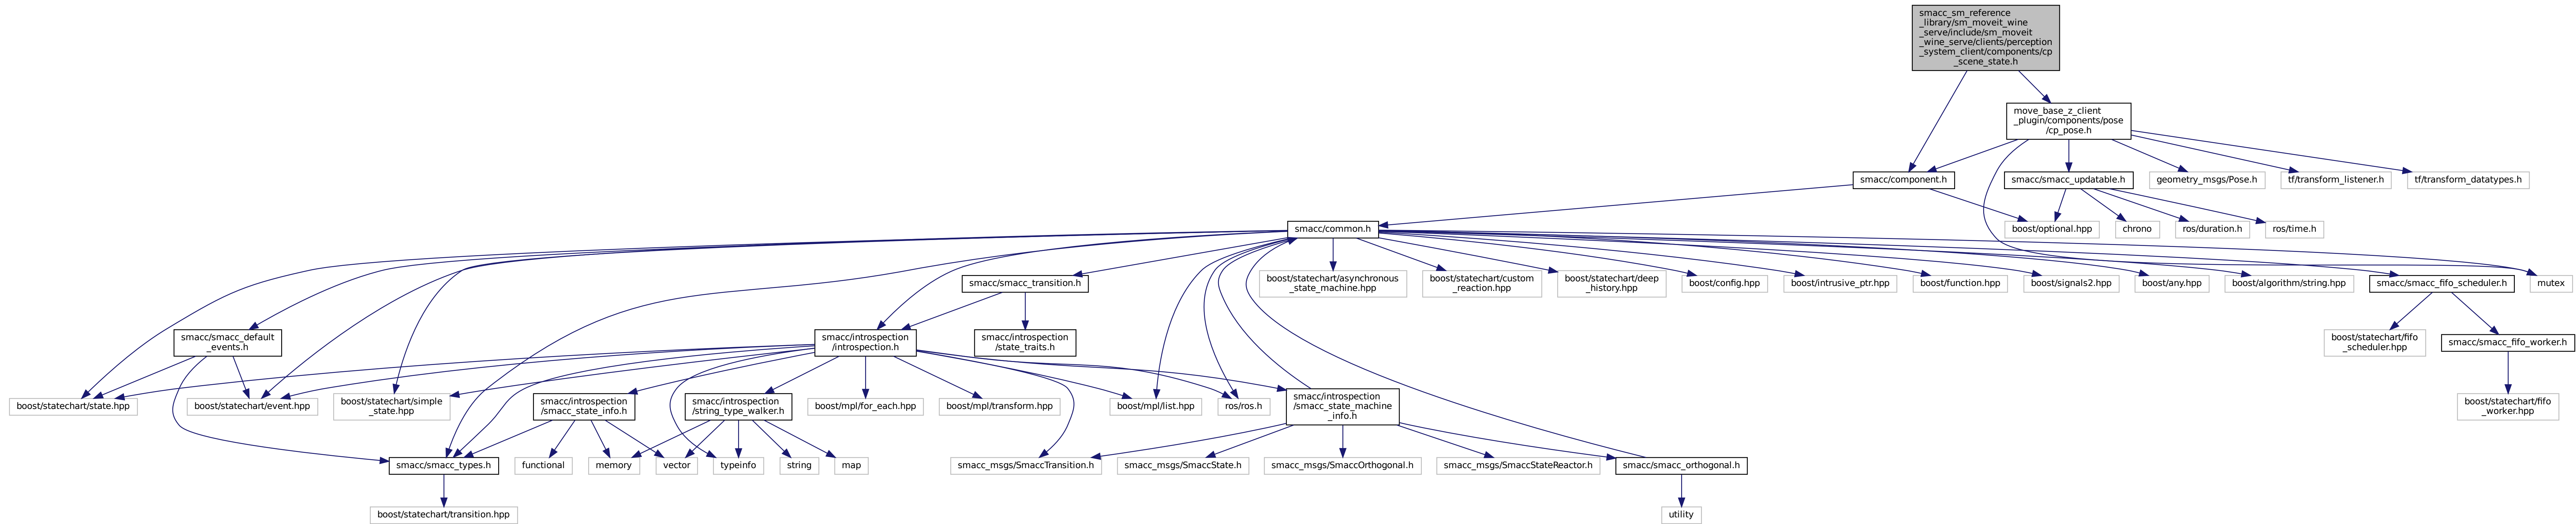 smacc_sm_reference
_library/sm_moveit_wine
_serve/include/sm_moveit
_wine_serve/clients/perception
_system_client/components/cp
_scene_state.h
move_base_z_client
_plugin/components/pose
/cp_pose.h
smacc/component.h
smacc/smacc_updatable.h
geometry_msgs/Pose.h
tf/transform_listener.h
tf/transform_datatypes.h
smacc/common.h
boost/optional.hpp
chrono
ros/duration.h
ros/time.h
smacc/smacc_transition.h
boost/statechart/asynchronous
_state_machine.hpp
boost/statechart/custom
_reaction.hpp
boost/statechart/deep
_history.hpp
boost/config.hpp
boost/intrusive_ptr.hpp
boost/function.hpp
boost/signals2.hpp
boost/any.hpp
boost/algorithm/string.hpp
smacc/smacc_fifo_scheduler.h
mutex
smacc/smacc_default
_events.h
smacc/introspection
/introspection.h
smacc/introspection
/state_traits.h
boost/statechart/fifo
_scheduler.hpp
smacc/smacc_fifo_worker.h
boost/statechart/state.hpp
boost/statechart/event.hpp
boost/statechart/simple
_state.hpp
smacc/introspection
/smacc_state_info.h
smacc/introspection
/string_type_walker.h
boost/mpl/for_each.hpp
boost/mpl/transform.hpp
boost/mpl/list.hpp
ros/ros.h
smacc/introspection
/smacc_state_machine
_info.h
boost/statechart/fifo
_worker.hpp
smacc/smacc_types.h
functional
memory
vector
typeinfo
string
map
smacc_msgs/SmaccTransition.h
smacc_msgs/SmaccState.h
smacc_msgs/SmaccOrthogonal.h
smacc_msgs/SmaccStateReactor.h
smacc/smacc_orthogonal.h
boost/statechart/transition.hpp
utility